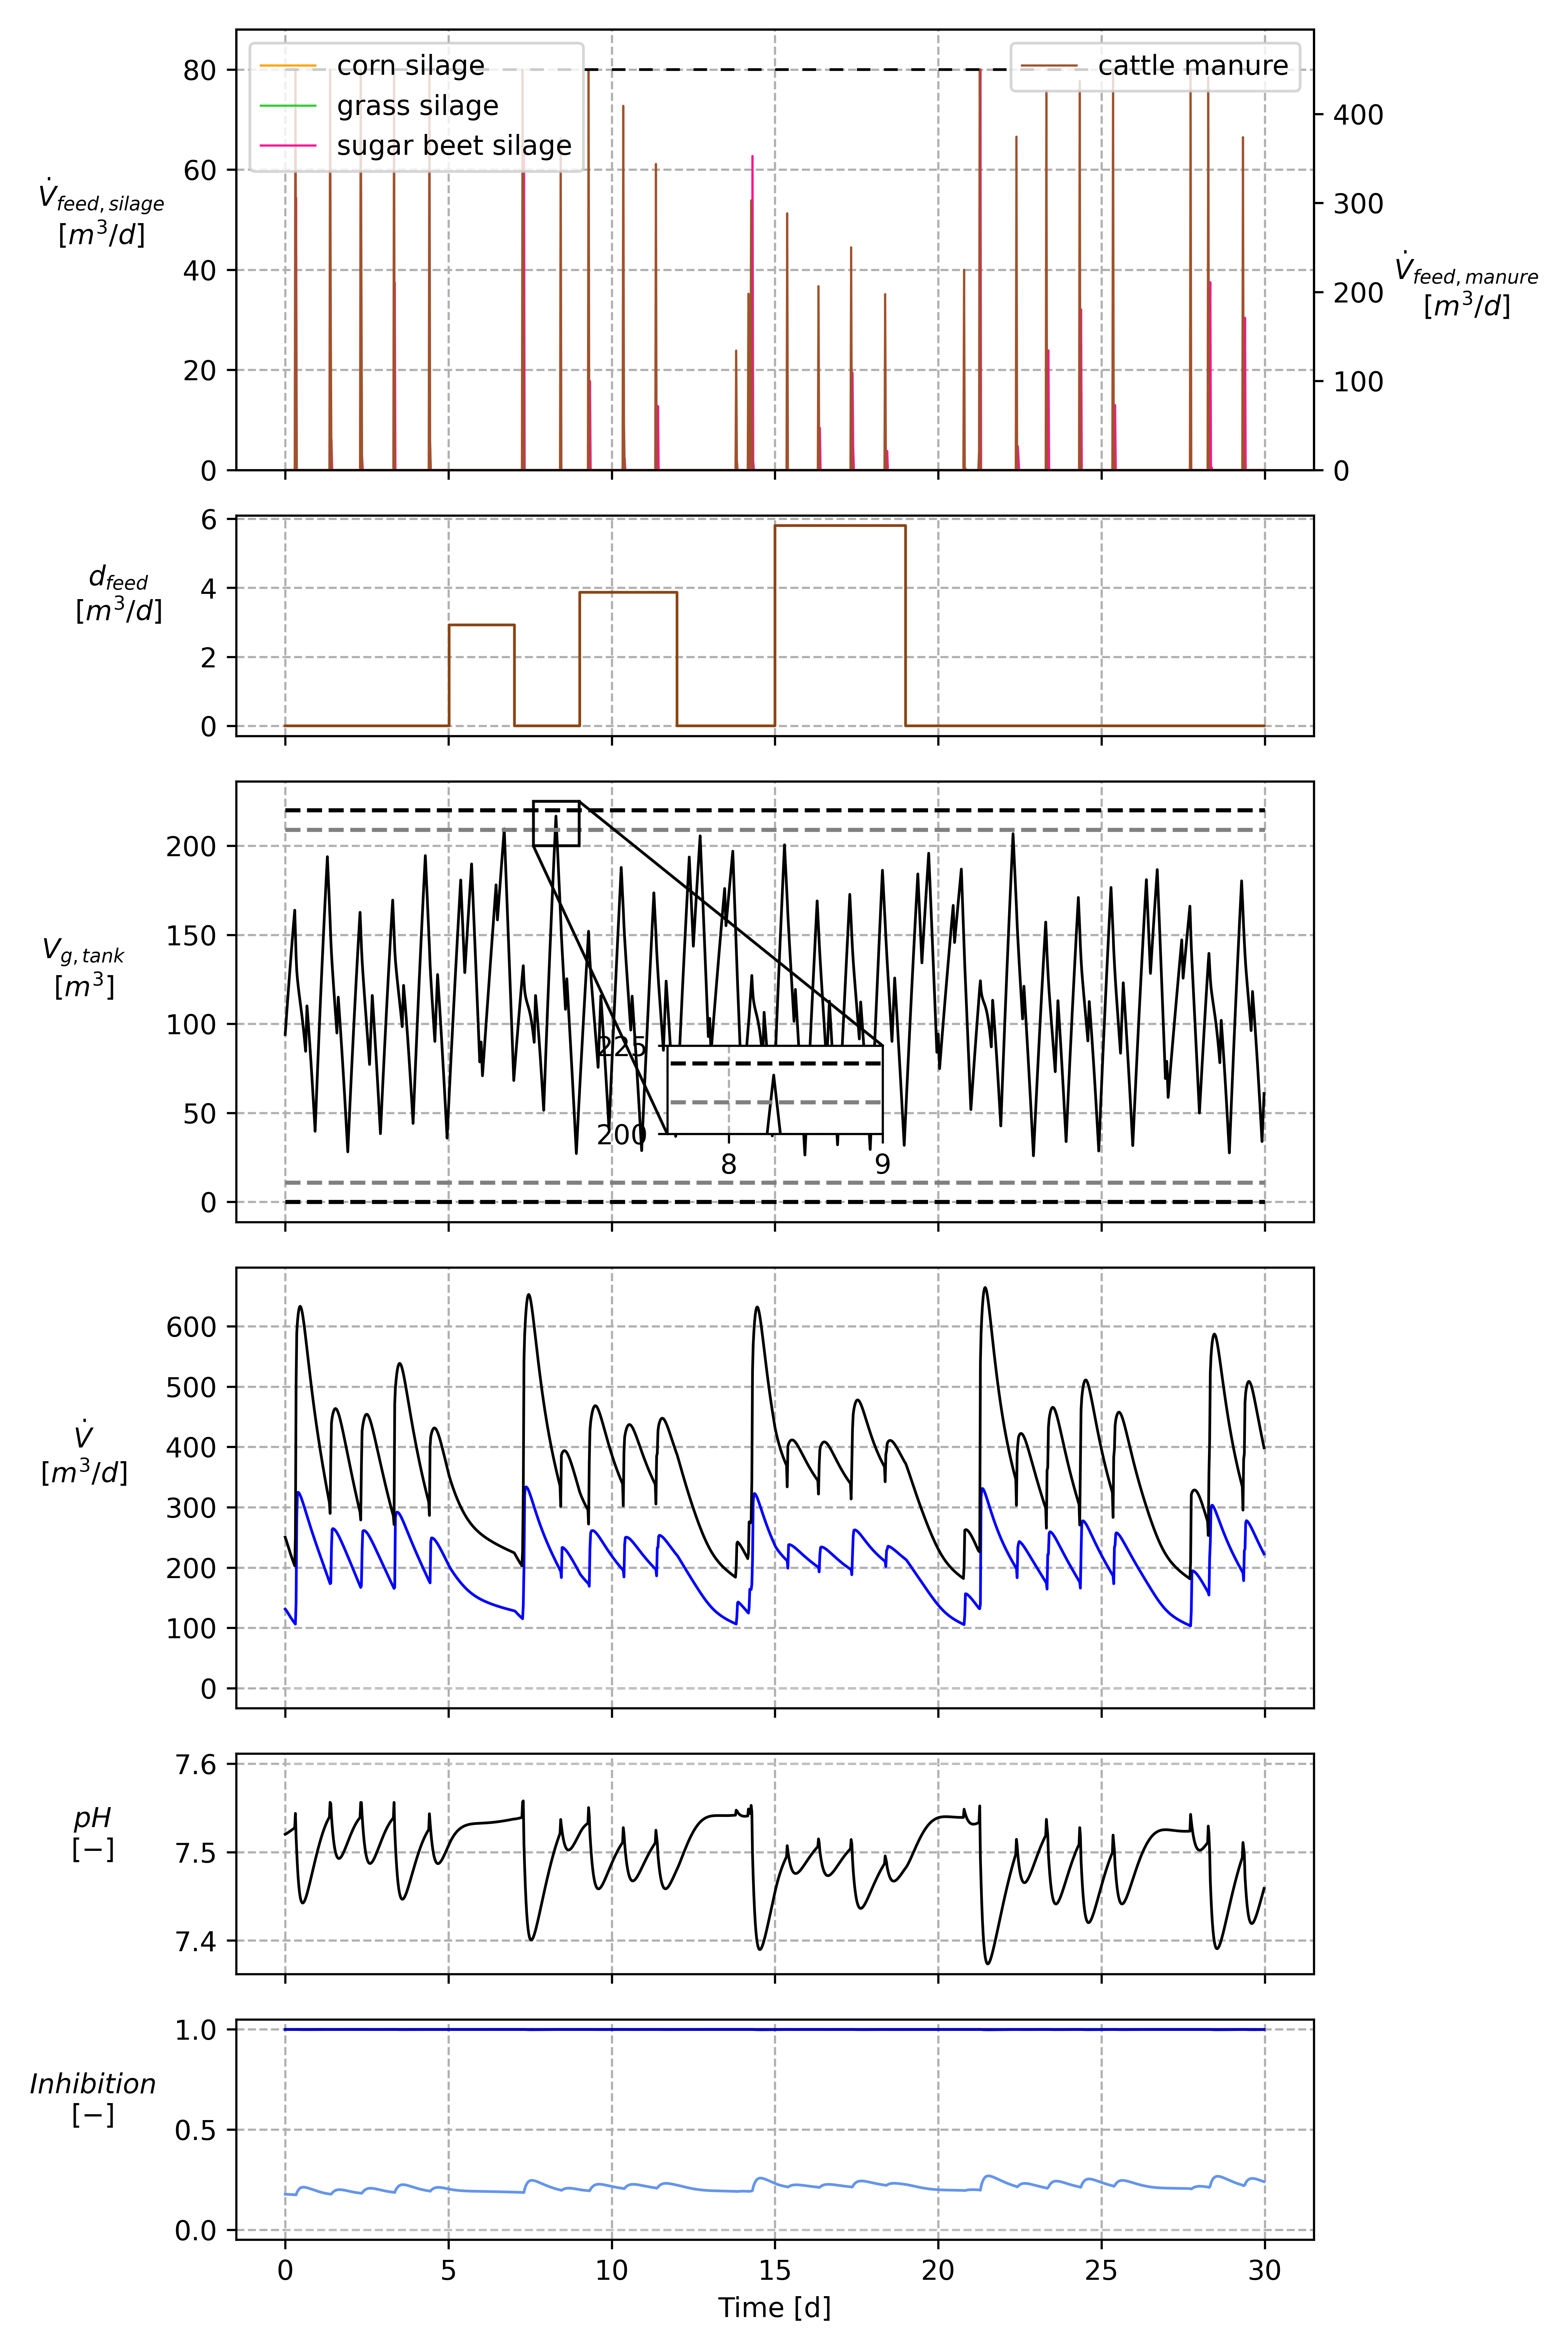 corn silage
grass silage
sugar beet silage
cattle manure
80
60
40
20
0
400
300
200
100
0
V̇feed, silage
[m³/d]
V̇feed, manure
[m³/d]
6
4
2
0
dfeed
[m³/d]
200
150
100
50
0
Vg, tank
[m³]
225
200
8
9
600
500
400
300
200
100
0
V̇
[m³/d]
7.6
7.5
7.4
pH
[−]
1.0
0.5
0.0
Inhibition
[−]
0
5
10
15
20
25
30
Time [d]